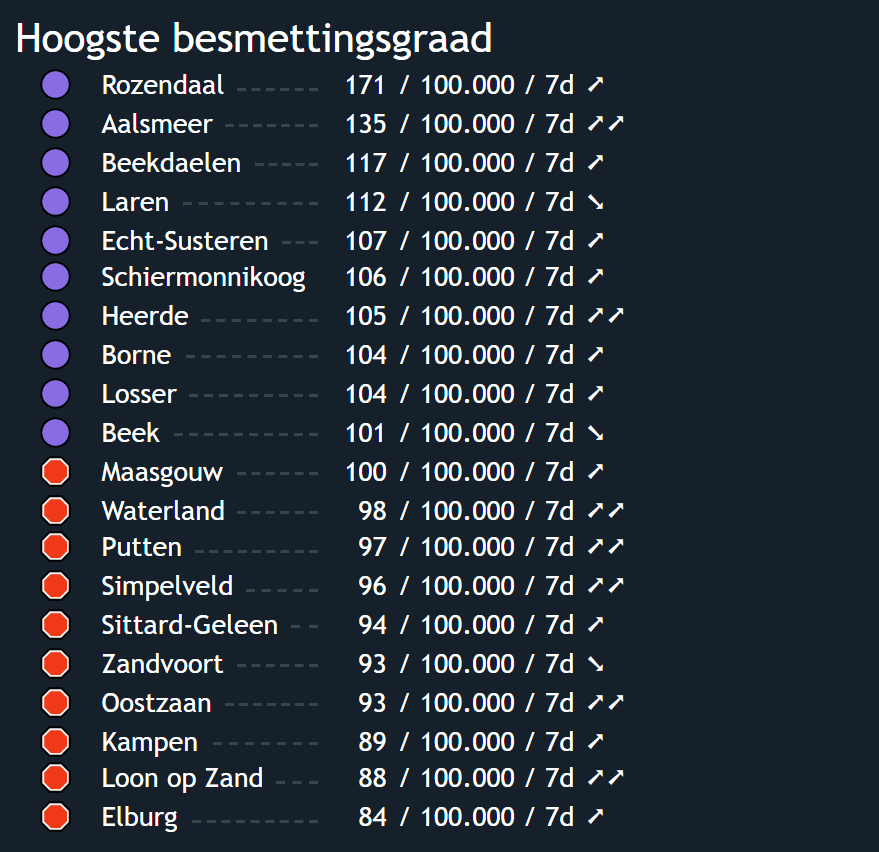 Hoogste besmettingsgraad
Rozendaal ------ 171 / 100.000 / 7d ➚
Aalsmeer ------- 135 / 100.000 / 7d ➚➚
Beekdaelen ----- 117 / 100.000 / 7d ➚
Laren ---------- 112 / 100.000 / 7d ➘
Echt-Susteren --- 107 / 100.000 / 7d ➚
Schiermonnikoog 106 / 100.000 / 7d ➚
Heerde --------- 105 / 100.000 / 7d ➚➚
Borne ---------- 104 / 100.000 / 7d ➚
Losser ---------- 104 / 100.000 / 7d ➚
Beek ----------- 101 / 100.000 / 7d ➘
Maasgouw ------ 100 / 100.000 / 7d ➚
Waterland ------ 98 / 100.000 / 7d ➚➚
Putten --------- 97 / 100.000 / 7d ➚➚
Simpelveld ----- 96 / 100.000 / 7d ➚➚
Sittard-Geleen -- 94 / 100.000 / 7d ➚
Zandvoort ------ 93 / 100.000 / 7d ➘
Oostzaan ------- 93 / 100.000 / 7d ➚➚
Kampen -------- 89 / 100.000 / 7d ➚
Loon op Zand --- 88 / 100.000 / 7d ➚➚
Elburg ---------- 84 / 100.000 / 7d ➚